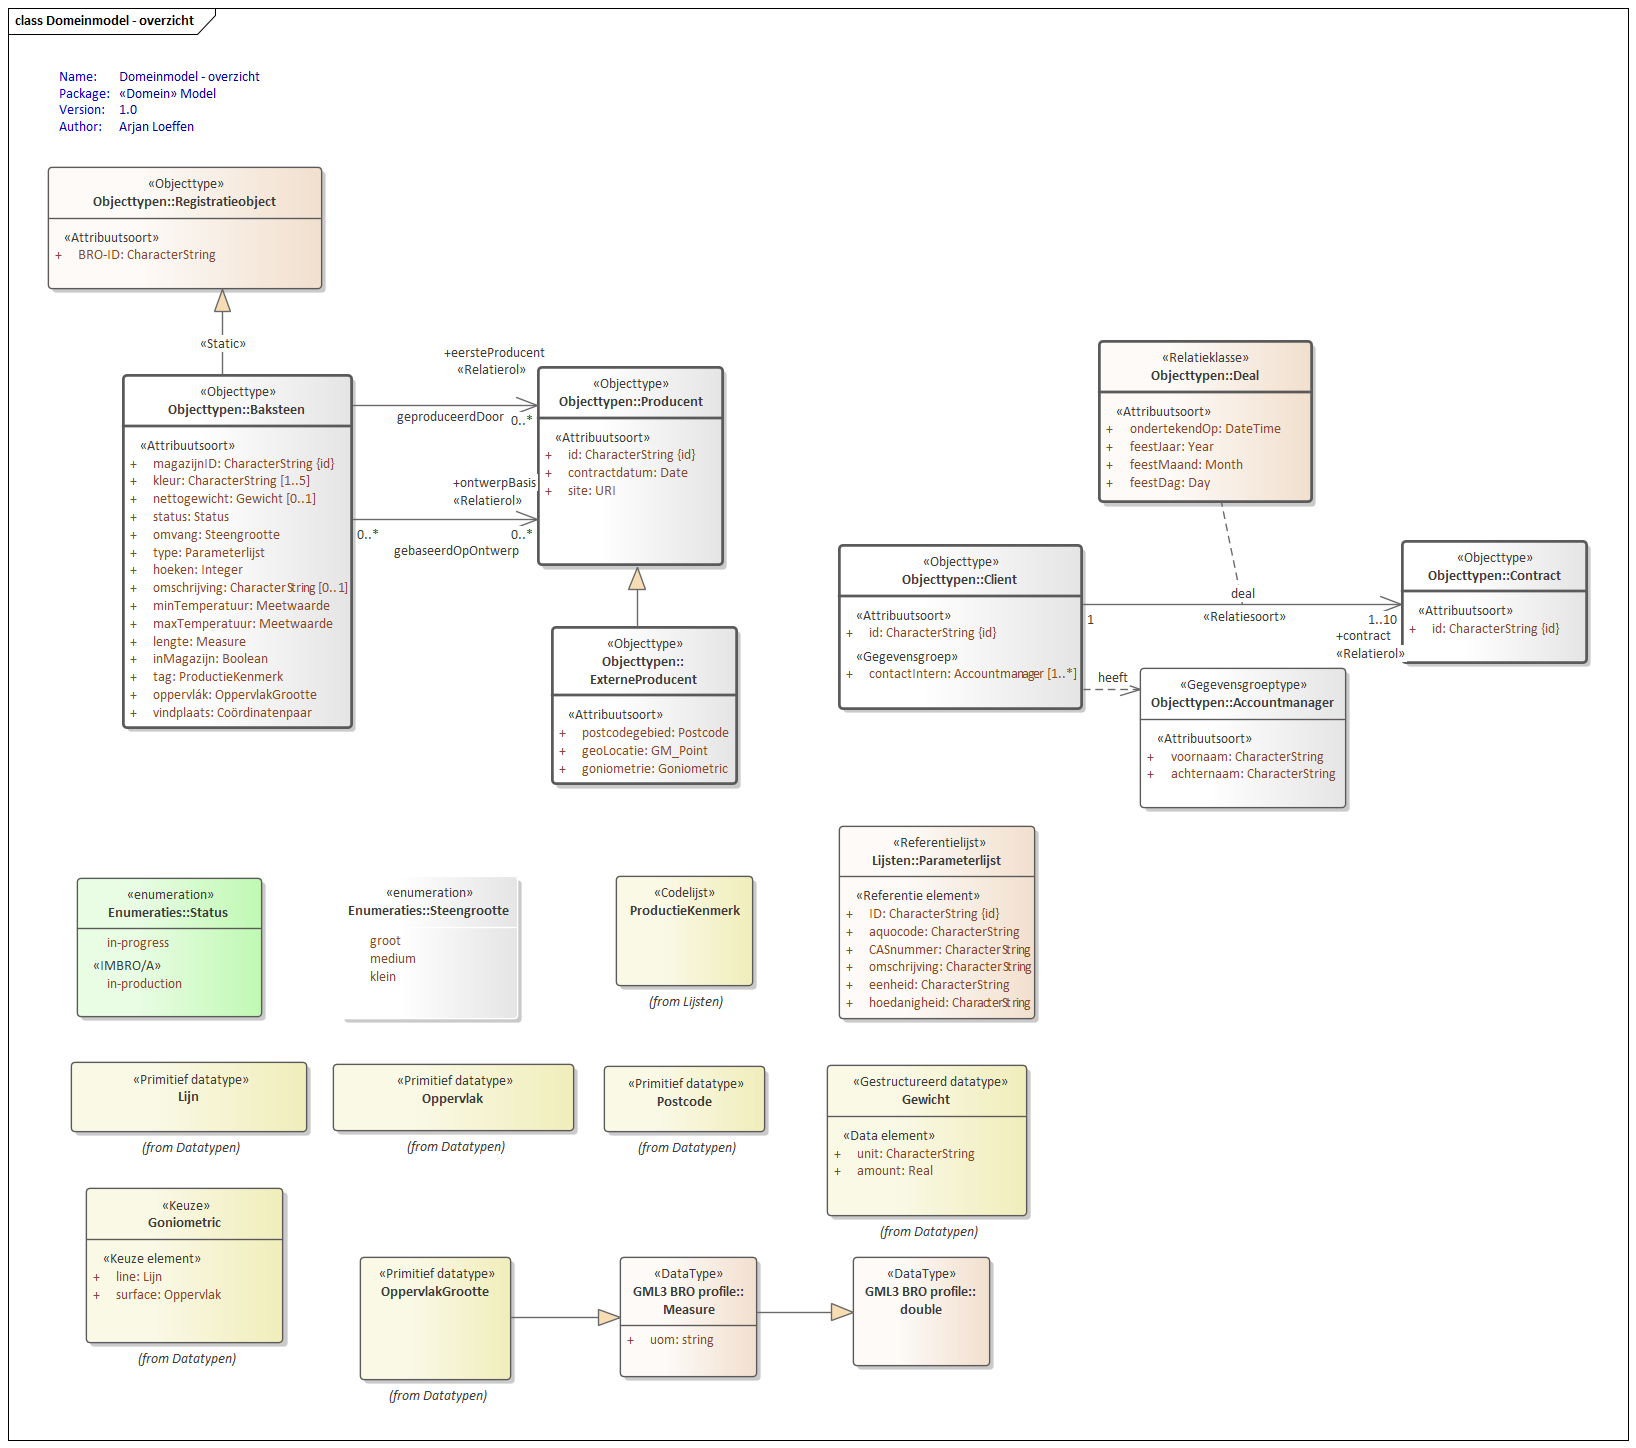 class Domeinmodel - overzicht
Name: Domeinmodel - overzicht
Package: «Domein» Model
Version: 1.0
Author: Arjan Loeffen
«Objecttype»
Objecttypen::Registratieobject
«Attribuutsoort»
+ BRO-ID: CharacterString
«Static»
«Objecttype»
Objecttypen::Baksteen
«Attribuutsoort»
+ magazijnID: CharacterString {id}
+ kleur: CharacterString [1..5]
+ nettogewicht: Gewicht [0..1]
+ status: Status
+ omvang: Steengrootte
+ type: Parameterlijst
+ hoeken: Integer
+ omschrijving: CharacterString [0..1]
+ minTemperatuur: Meetwaarde
+ maxTemperatuur: Meetwaarde
+ lengte: Measure
+ inMagazijn: Boolean
+ tag: ProductieKenmerk
+ oppervlák: OppervlakGrootte
+ vindplaats: Coördinatenpaar
+eersteProducent
«Relatierol»
geproduceerdDoor
0..*
+ontwerpBasis
«Relatierol»
0..*
0..*
gebaseerdOpOntwerp
«Objecttype»
Objecttypen::Producent
«Attribuutsoort»
+ id: CharacterString {id}
+ contractdatum: Date
+ site: URI
«Objecttype»
Objecttypen::
ExterneProducent
«Attribuutsoort»
+ postcodegebied: Postcode
+ geoLocatie: GM_Point
+ goniometrie: Goniometric
«Relatieklasse»
Objecttypen::Deal
«Attribuutsoort»
+ ondertekendOp: DateTime
+ feestJaar: Year
+ feestMaand: Month
+ feestDag: Day
«Objecttype»
Objecttypen::Client
«Attribuutsoort»
+ id: CharacterString {id}
«Gegevensgroep»
+ contactIntern: Accountmanager [1..*]
deal
1
«Relatiesoort»
1..10
+contract
«Relatierol»
«Objecttype»
Objecttypen::Contract
«Attribuutsoort»
+ id: CharacterString {id}
heeft
«Gegevensgroeptype»
Objecttypen::Accountmanager
«Attribuutsoort»
+ voornaam: CharacterString
+ achternaam: CharacterString
«enumeration»
Enumeraties::Status
in-progress
«IMBRO/A»
in-production
«enumeration»
Enumeraties::Steengrootte
groot
medium
klein
«Codelijst»
ProductieKenmerk
(from Lijsten)
«Referentielijst»
Lijsten::Parameterlijst
«Referentie element»
+ ID: CharacterString {id}
+ aquocode: CharacterString
+ CASnummer: CharacterString
+ omschrijving: CharacterString
+ eenheid: CharacterString
+ hoedanigheid: CharacterString
«Primitief datatype»
Lijn
(from Datatypen)
«Primitief datatype»
Oppervlak
(from Datatypen)
«Primitief datatype»
Postcode
(from Datatypen)
«Gestructureerd datatype»
Gewicht
«Data element»
+ unit: CharacterString
+ amount: Real
(from Datatypen)
«Keuze»
Goniometric
«Keuze element»
+ line: Lijn
+ surface: Oppervlak
(from Datatypen)
«Primitief datatype»
OppervlakGrootte
(from Datatypen)
«DataType»
GML3 BRO profile::
Measure
+ uom: string
«DataType»
GML3 BRO profile::
double